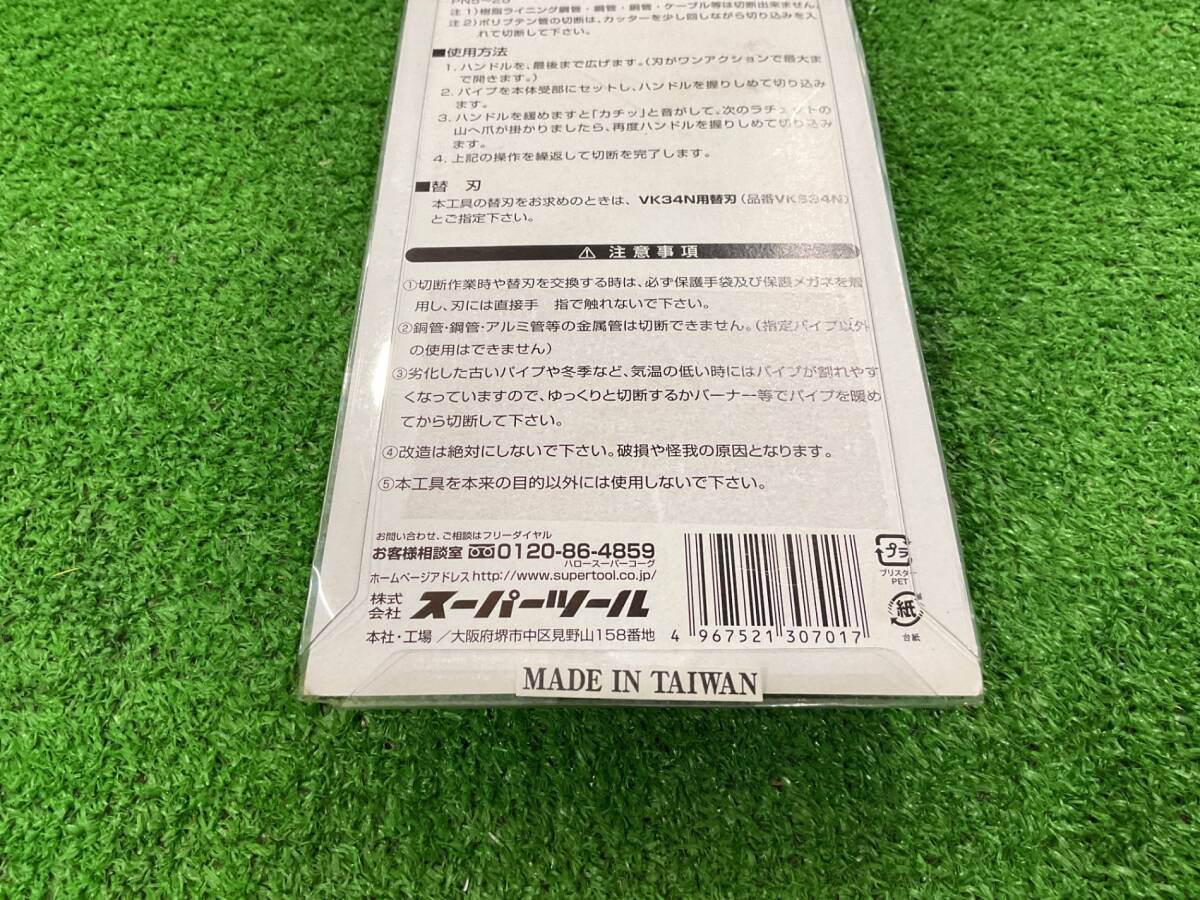 PN8~28
注1)樹脂ライニング鋼管・鋼管・銅管・ケーブル等は切断出来ません。
注2)ポリブテン管の切断は、カッターを少し回しながら切り込みを入
れて切断して下さい。
■使用方法
1. ハンドルを、最後まで広げます。(刃がワンアクションで最大ま
で開きます。)
2. パイプを本体受部にセットし、ハンドルを握りしめて切り込み
ます。
3. ハンドルを緩めますと「カチッ」と音がして、次のラチェットの
山へ爪が掛かりましたら、再度ハンドルを握りしめて切り込み
ます。
4. 上記の操作を繰返して切断を完了します。
■替 刃
本工具の替刃をお求めのときは、VK34N用替刃(品番VKS34N)
とご指定下さい。
⚠ 注意事項
①切断作業時や替刃を交換する時は、必ず保護手袋及び保護メガネを着
用し、刃には直接手 指で触れないで下さい。
②銅管・鋼管・アルミ管等の金属管は切断できません。(指定パイプ以外
の使用はできません)
③劣化した古いパイプや冬季など、気温の低い時にはパイプが割れやす
くなっていますので、ゆっくりと切断するかバーナー等でパイプを暖め
てから切断して下さい。
④改造は絶対にしないで下さい。破損や怪我の原因となります。
⑤本工具を本来の目的以外には使用しないで下さい。
お問い合わせ、ご相談はフリーダイヤル
お客様相談室 0120-86-4859
ハロースーパーコーグ
ホームページアドレス http://www.supertool.co.jp/
株式会社 スーパーツール
本社・工場 /大阪府堺市中区見野山158番地
4 967521 307017
プラ
ブリスター
PET
紙
台紙
MADE IN TAIWAN